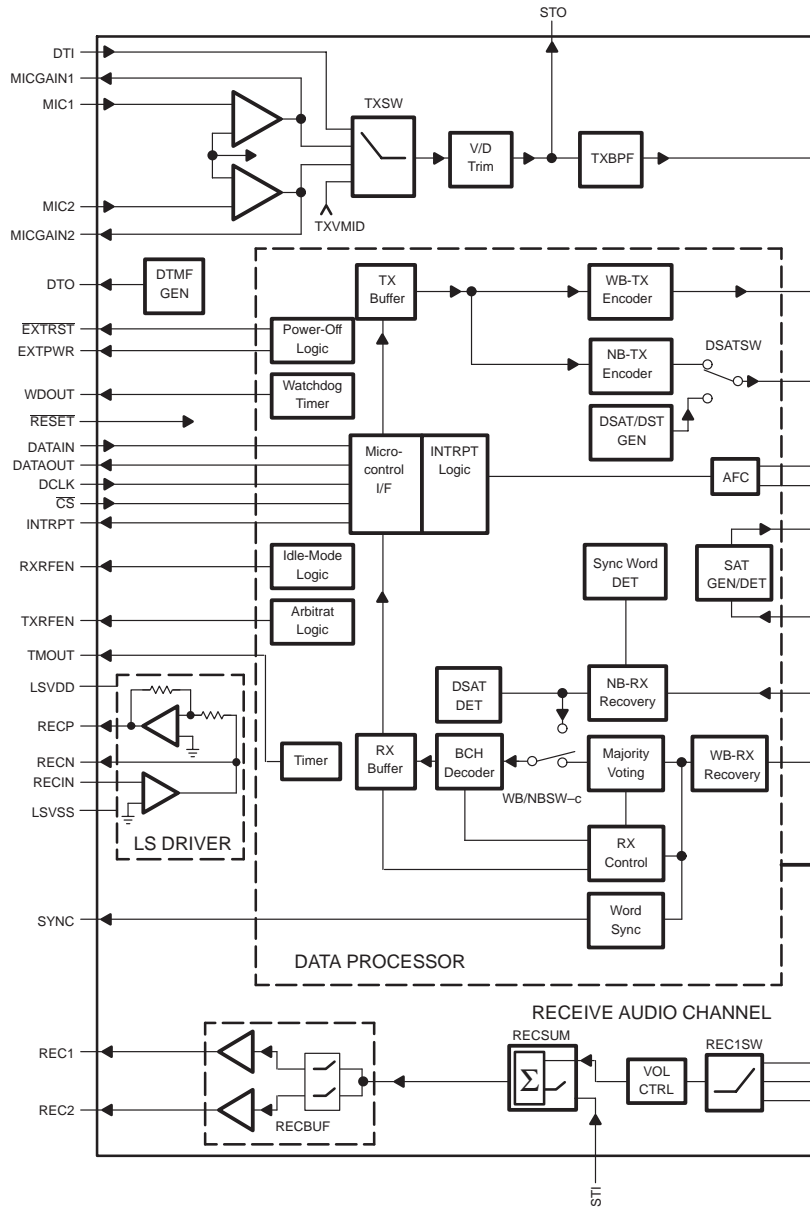 STO
DTI
MICGAIN1
MIC1
TXSW
V/D
Trim
TXBPF
MIC2
TXVMID
MICGAIN2
DTO
DTMF
GEN
TX
Buffer
WB-TX
Encoder
EXTRST
EXTPWR
Power-Off
Logic
NB-TX
Encoder
DSATSW
WDOUT
Watchdog
Timer
RESET
DSAT/DST
GEN
DATAIN
DATAOUT
DCLK
CS
INTRPT
Micro-
control
I/F
INTRPT
Logic
AFC
RXRFEN
Idle-Mode
Logic
Sync Word
DET
SAT
GEN/DET
TXRFEN
Arbitrat
Logic
TMOUT
LSVDD
RECP
RECN
RECIN
LSVSS
LS DRIVER
DSAT
DET
NB-RX
Recovery
Timer
RX
Buffer
BCH
Decoder
WB/NBSW–c
Majority
Voting
WB-RX
Recovery
RX
Control
SYNC
Word
Sync
DATA PROCESSOR
RECEIVE AUDIO CHANNEL
REC1
REC2
RECBUF
RECSUM
Σ
VOL
CTRL
REC1SW
STI